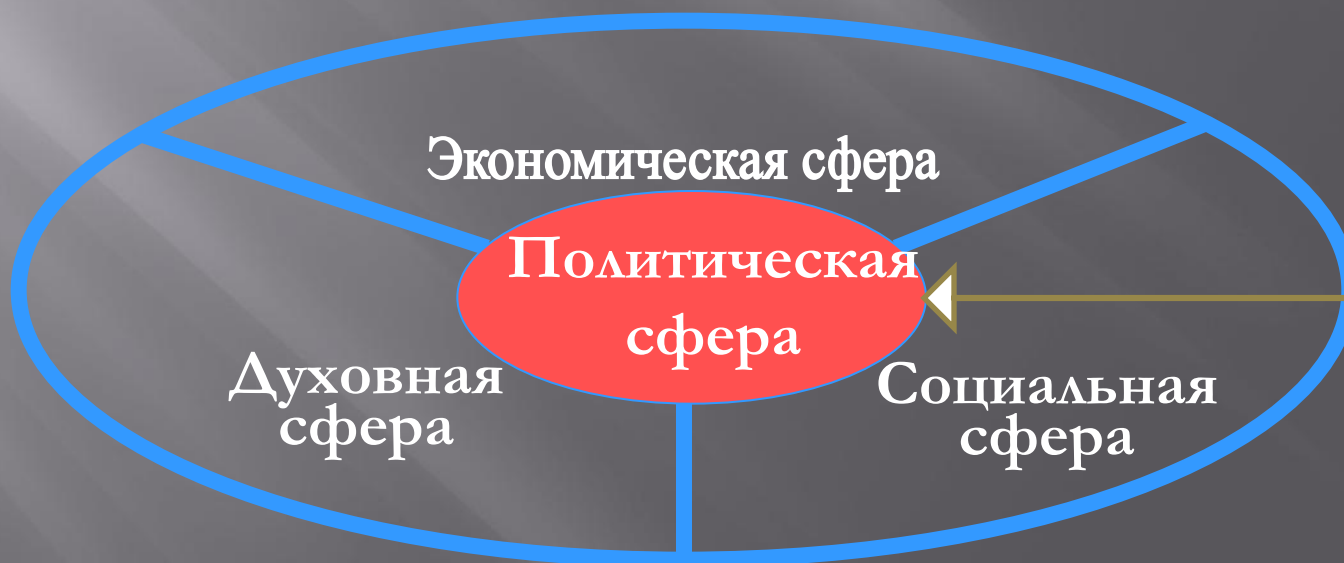 Экономическая сфера
Политическая
сфера
Духовная
сфера
Социальная
сфера